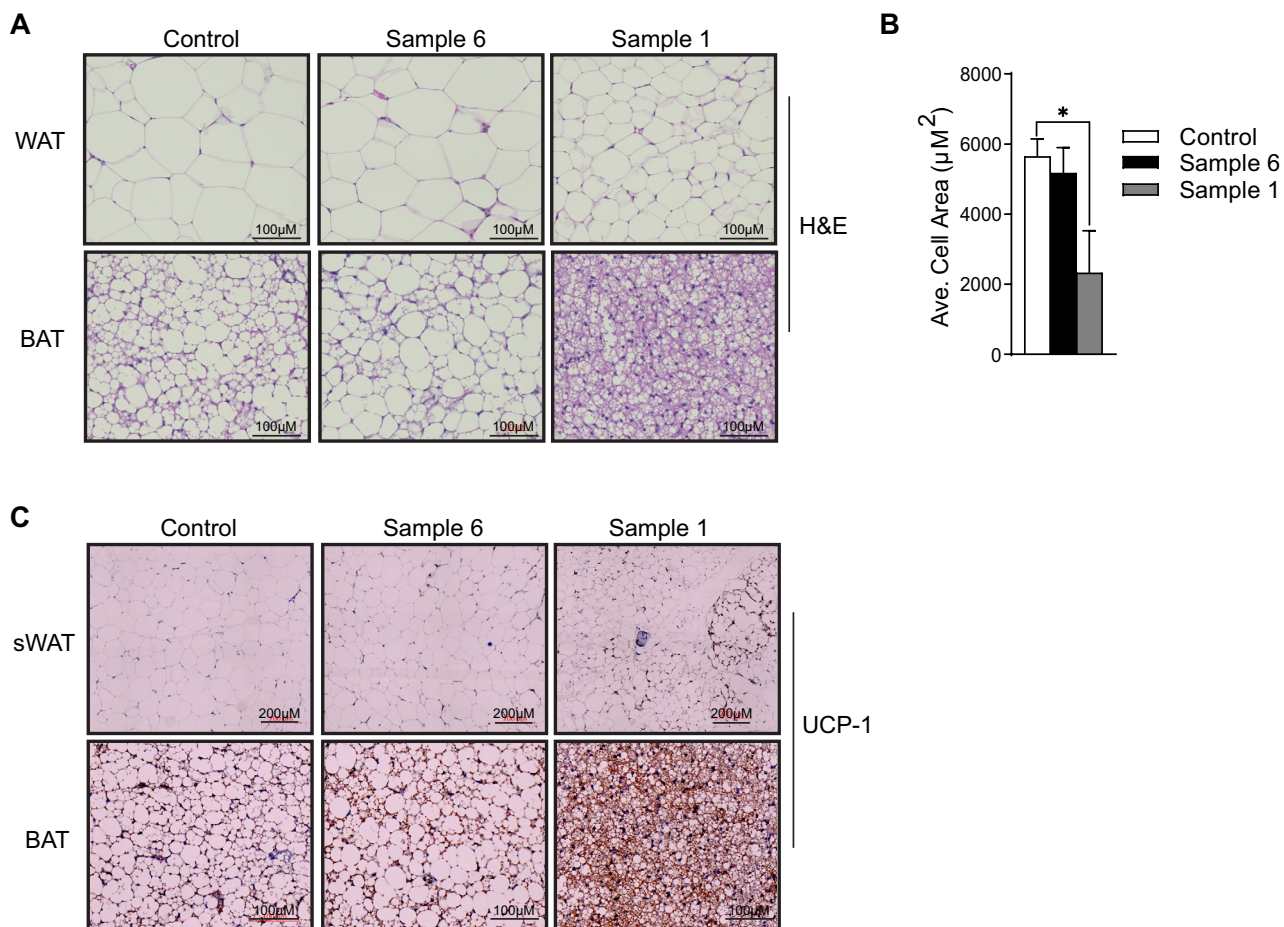 A
Control Sample 6 Sample 1
WAT
100µM 100µM 100µM
H&E
BAT
100µM 100µM 100µM
B
8000
6000
4000
2000
0
Ave. Cell Area (µM2)
*
Control
Sample 6
Sample 1
C
Control Sample 6 Sample 1
sWAT
200µM 200µM 200µM
UCP-1
BAT
100µM 100µM 100µM